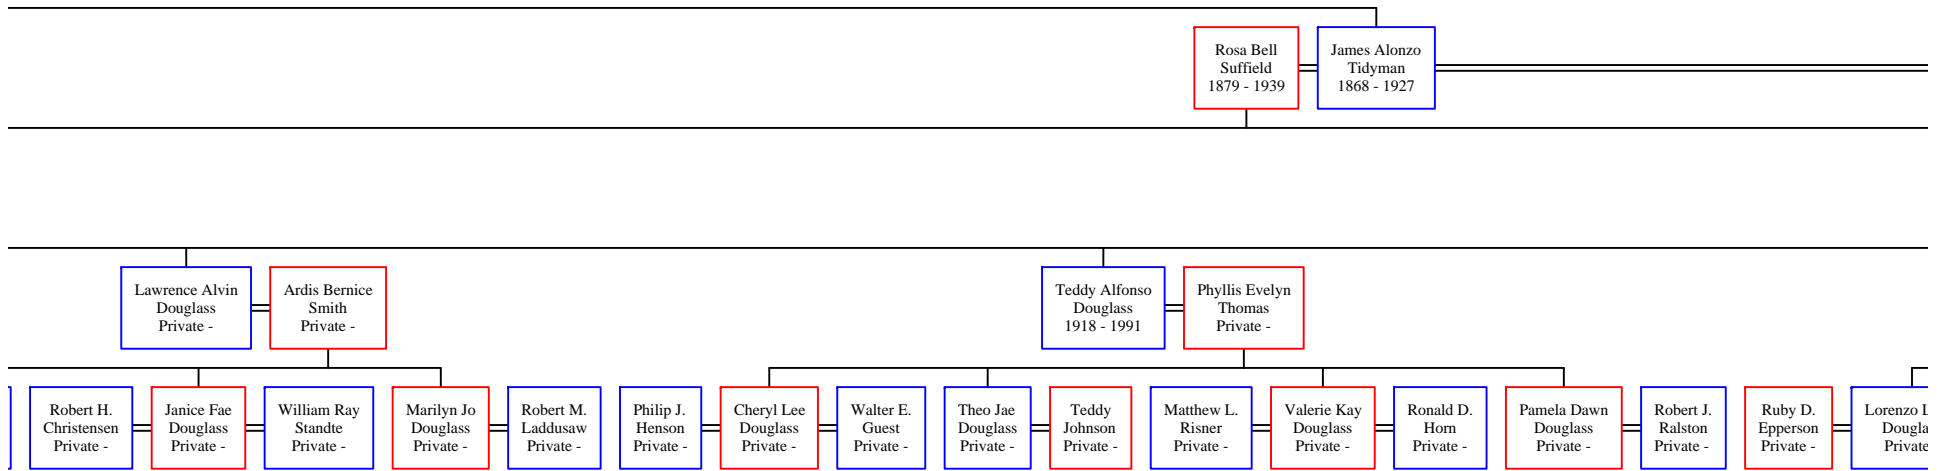 Rosa Bell
Suffield
1879 - 1939
James Alonzo
Tidyman
1868 - 1927
Lawrence Alvin
Douglass
Private -
Ardis Bernice
Smith
Private -
Teddy Alfonso
Douglass
1918 - 1991
Phyllis Evelyn
Thomas
Private -
Robert H.
Christensen
Private -
Janice Fae
Douglass
Private -
William Ray
Standte
Private -
Marilyn Jo
Douglass
Private -
Robert M.
Laddusaw
Private -
Philip J.
Henson
Private -
Cheryl Lee
Douglass
Private -
Walter E.
Guest
Private -
Theo Jae
Douglass
Private -
Teddy
Johnson
Private -
Matthew L.
Risner
Private -
Valerie Kay
Douglass
Private -
Ronald D.
Horn
Private -
Pamela Dawn
Douglass
Private -
Robert J.
Ralston
Private -
Ruby D.
Epperson
Private -
Lorenzo L
Dougla
Private